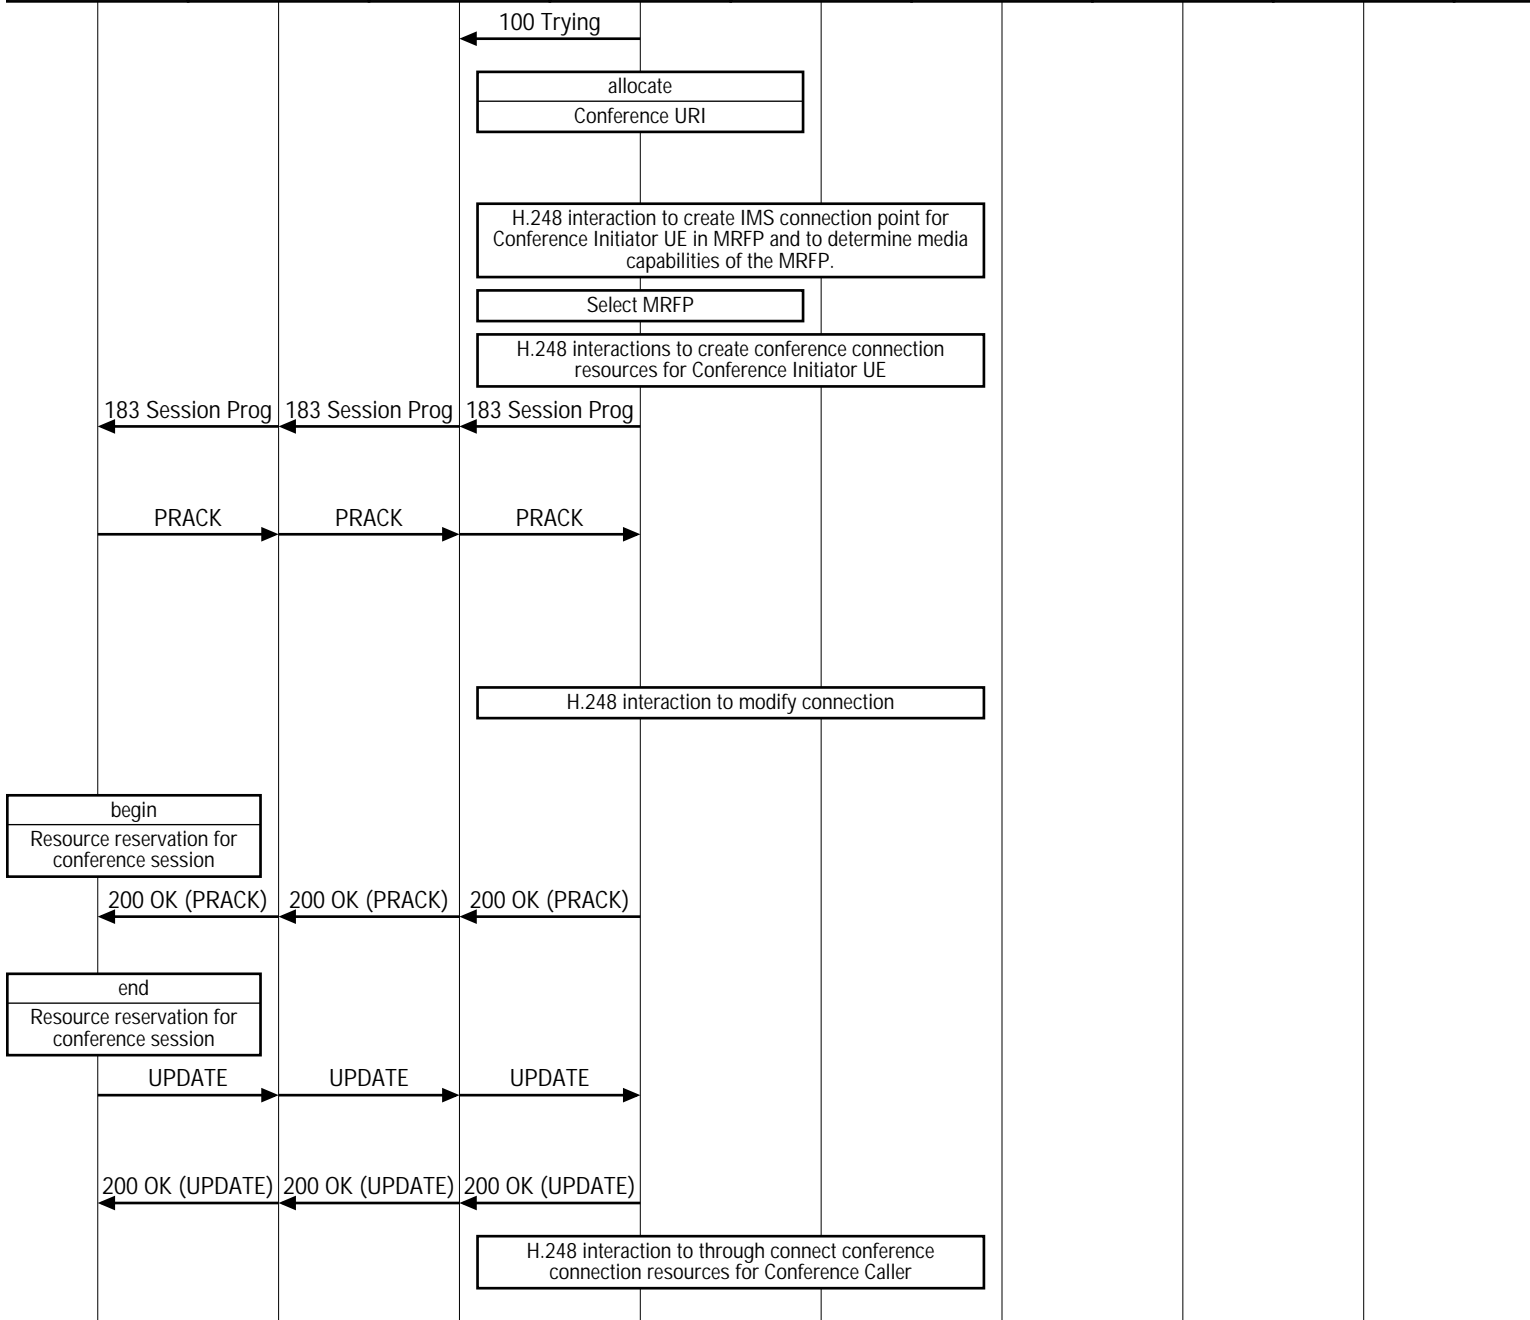 100 Trying
allocate
Conference URI
H.248 interaction to create IMS connection point for
Conference Initiator UE in MRFP and to determine media
capabilities of the MRFP.
Select MRFP
H.248 interactions to create conference connection
resources for Conference Initiator UE
183 Session Prog 183 Session Prog 183 Session Prog
PRACK PRACK PRACK
H.248 interaction to modify connection
begin
Resource reservation for
conference session
200 OK (PRACK) 200 OK (PRACK) 200 OK (PRACK)
end
Resource reservation for
conference session
UPDATE UPDATE UPDATE
200 OK (UPDATE) 200 OK (UPDATE) 200 OK (UPDATE)
H.248 interaction to through connect conference
connection resources for Conference Caller